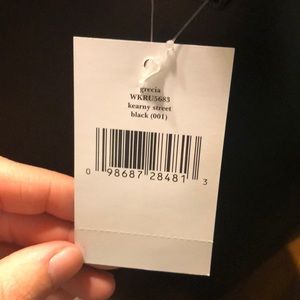 grecia
WKRU5683
kearny street
black (001)
0 98687 28481 3